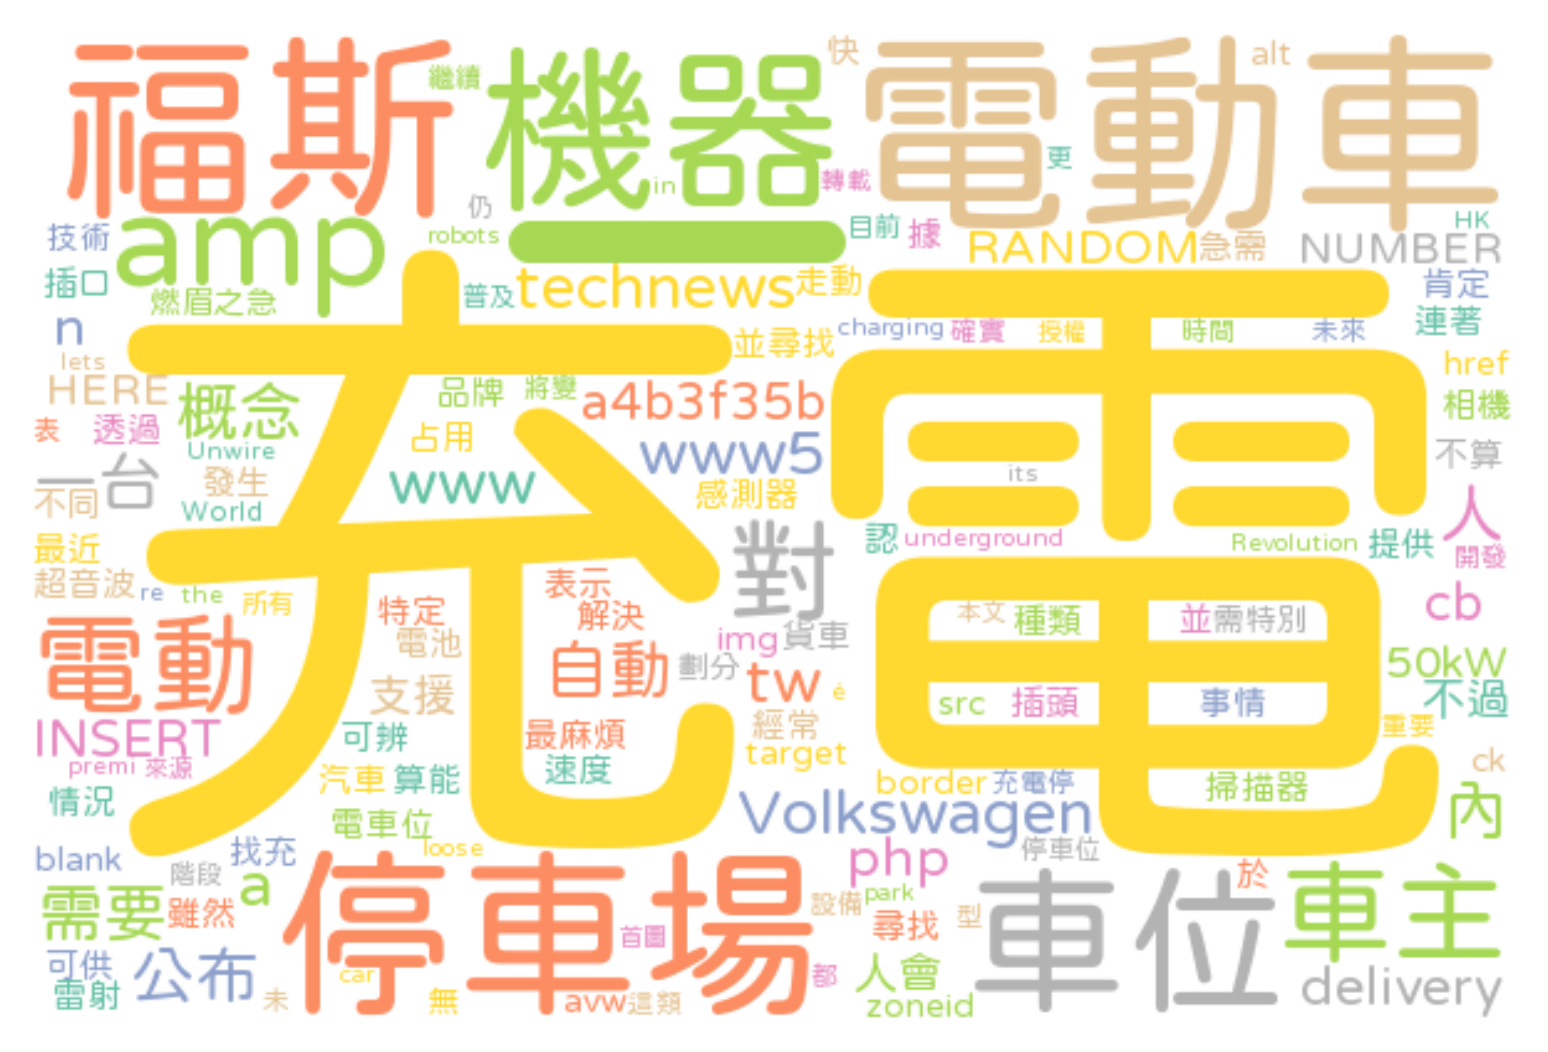 福斯
繼續
機器
快
電動車
alt
in
轉載
更
仍
技術
amp
robots
目前
據
RANDOM
急需
NUMBER
HK
插口
燃眉之急
普及
technews
走動
肯定
n
並尋找
charging
確實
授權
時間
未來
連著
lets
HERE
概念
品牌
將變
a4b3f35b
href
表
透過
占用
相機
Unwire
www5
一台
發生
www
its
不算
不同
World
感測器
人
充電
最近
對
認
underground
Revolution
提供
開發
超音波
re
the
所有
表示
cb
電動
特定
解決
本文
種類
並
需特別
電池
img
貨車
自動
劃分
tw
è
50kW
支援
src
插頭
事情
不過
INSERT
可辨
最麻煩
經常
重要
premi
來源
target
ck
汽車
算能
速度
border
充電停
掃描器
情況
電車位
Volkswagen
內
blank
找充
loose
php
停車位
階段
a
停車場
park
車位
於
車主
需要
雖然
設備
尋找
型
首圖
可供
公布
car
都
人會
delivery
雷射
未
無
avw
這類
zoneid